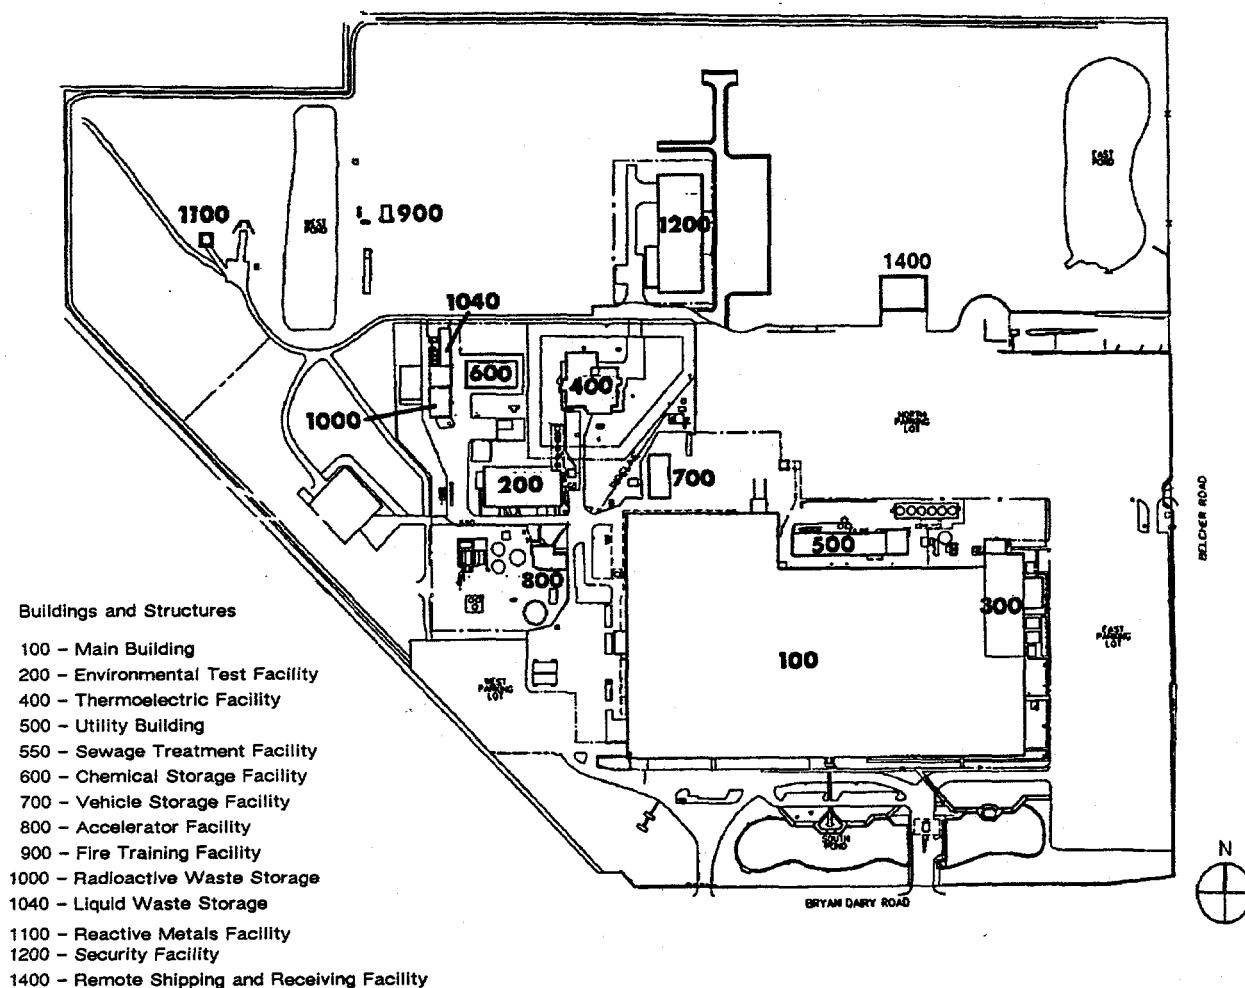 EAST
POND
1100
WEST
POND
900
1200
1400
1040
600
400
1000
NORTH
PARKING
LOT
200
700
BELCHER ROAD
500
800
300
Buildings and Structures
100 - Main Building
200 - Environmental Test Facility
400 - Thermoelectric Facility
500 - Utility Building
550 - Sewage Treatment Facility
600 - Chemical Storage Facility
700 - Vehicle Storage Facility
800 - Accelerator Facility
900 - Fire Training Facility
1000 - Radioactive Waste Storage
1040 - Liquid Waste Storage
1100 - Reactive Metals Facility
1200 - Security Facility
1400 - Remote Shipping and Receiving Facility
EAST
PARKING
LOT
100
WEST
PARKING
LOT
SOUTH
POND
N
BRYAN DAIRY ROAD